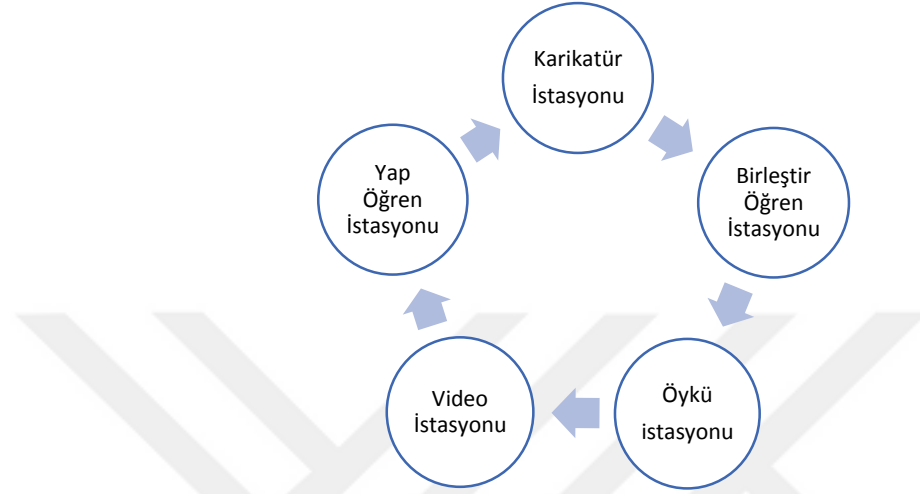 Karikatür
İstasyonu
Birleştir
Öğren
İstasyonu
Öykü
istasyonu
Video
İstasyonu
Yap
Öğren
İstasyonu